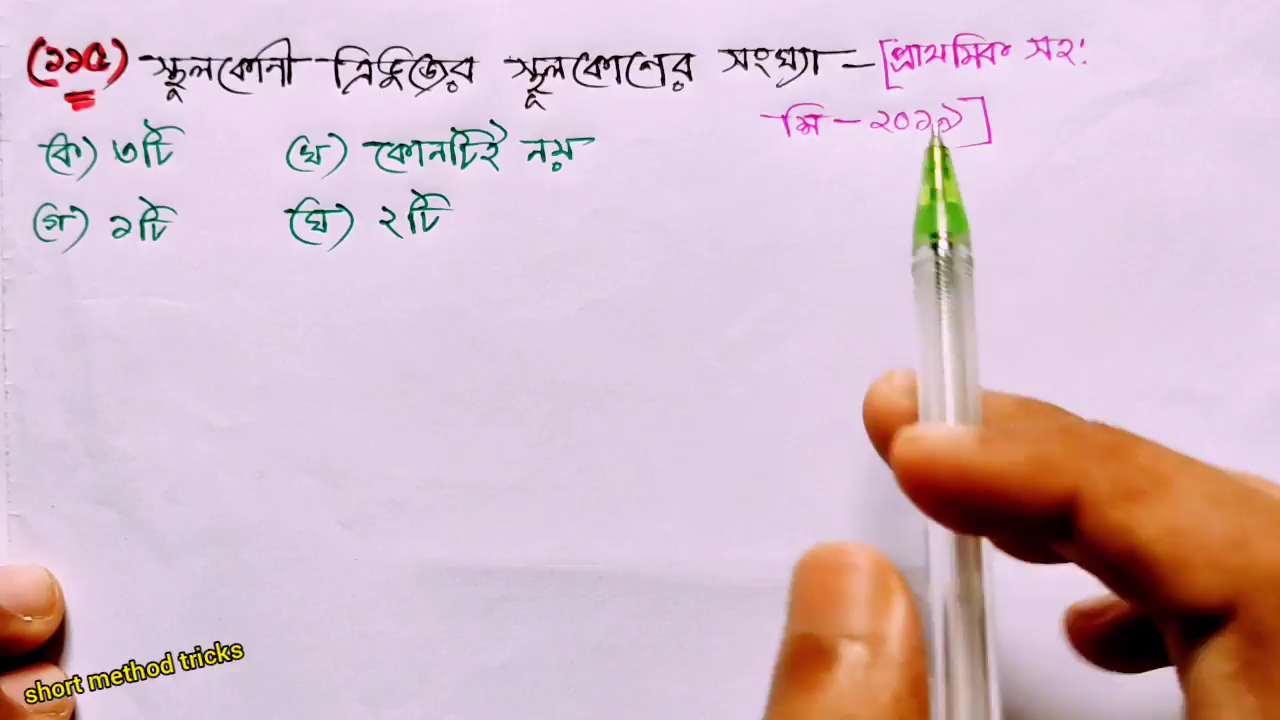 (১১৫) স্থুলকোনী ত্রিভুজের স্থূলকোণের সংখ্যা - [প্রাথমিক সহ:
শি - ২০১৯]
(ক) ৩টি (খ) কোনটিই নয়
(গ) ১টি (ঘ) ২টি
short method tricks